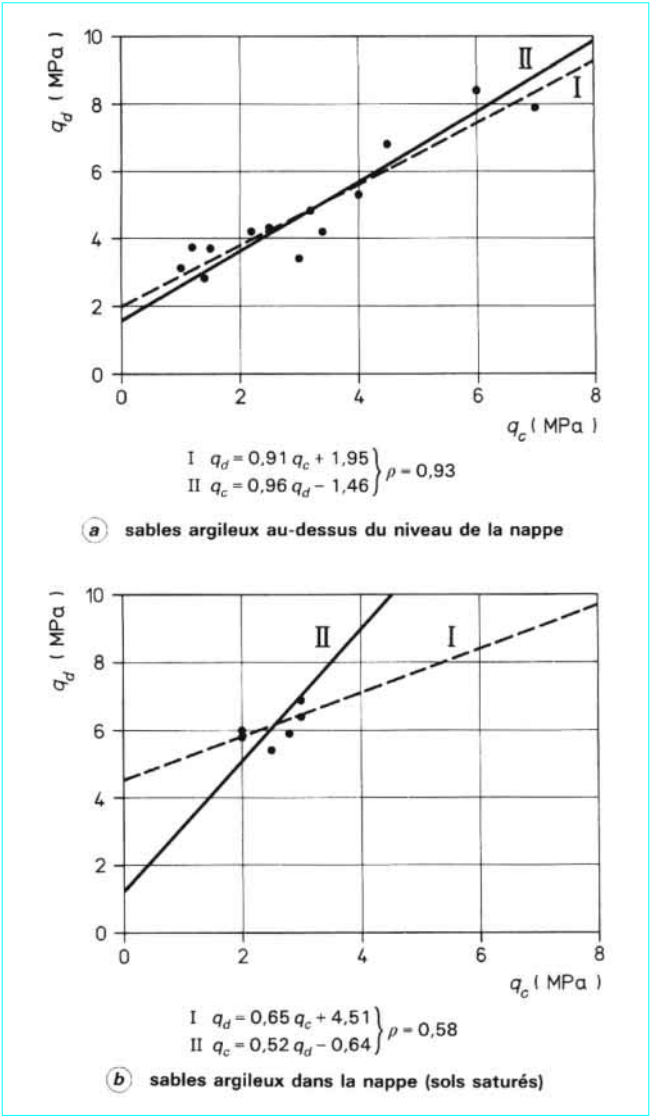 10
8
6
4
2
0
q_d (MPa)
II
I
0 2 4 6 8
q_c (MPa)
I q_d = 0,91 q_c + 1,95
II q_c = 0,96 q_d − 1,46
ρ = 0,93
a sables argileux au-dessus du niveau de la nappe
10
8
6
4
2
0
q_d (MPa)
II I
0 2 4 6 8
q_c (MPa)
I q_d = 0,65 q_c + 4,51
II q_c = 0,52 q_d − 0,64
ρ = 0,58
b sables argileux dans la nappe (sols saturés)